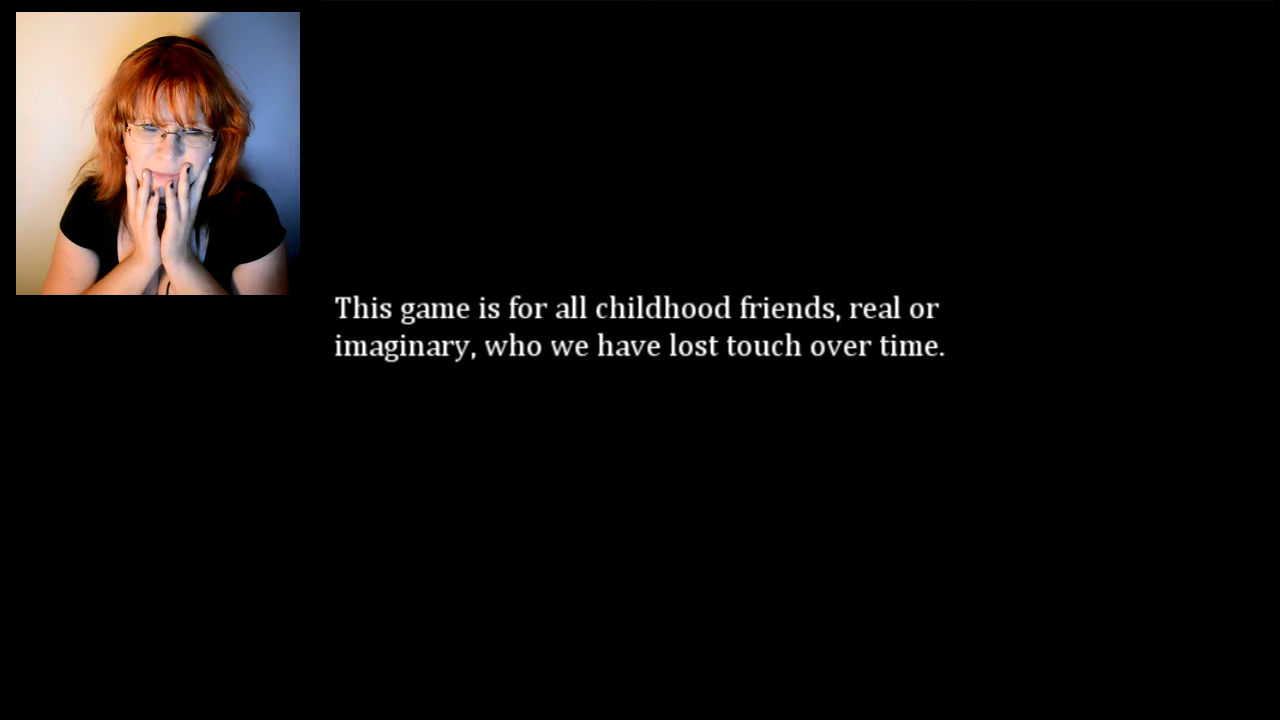 This game is for all childhood friends, real or
imaginary, who we have lost touch over time.